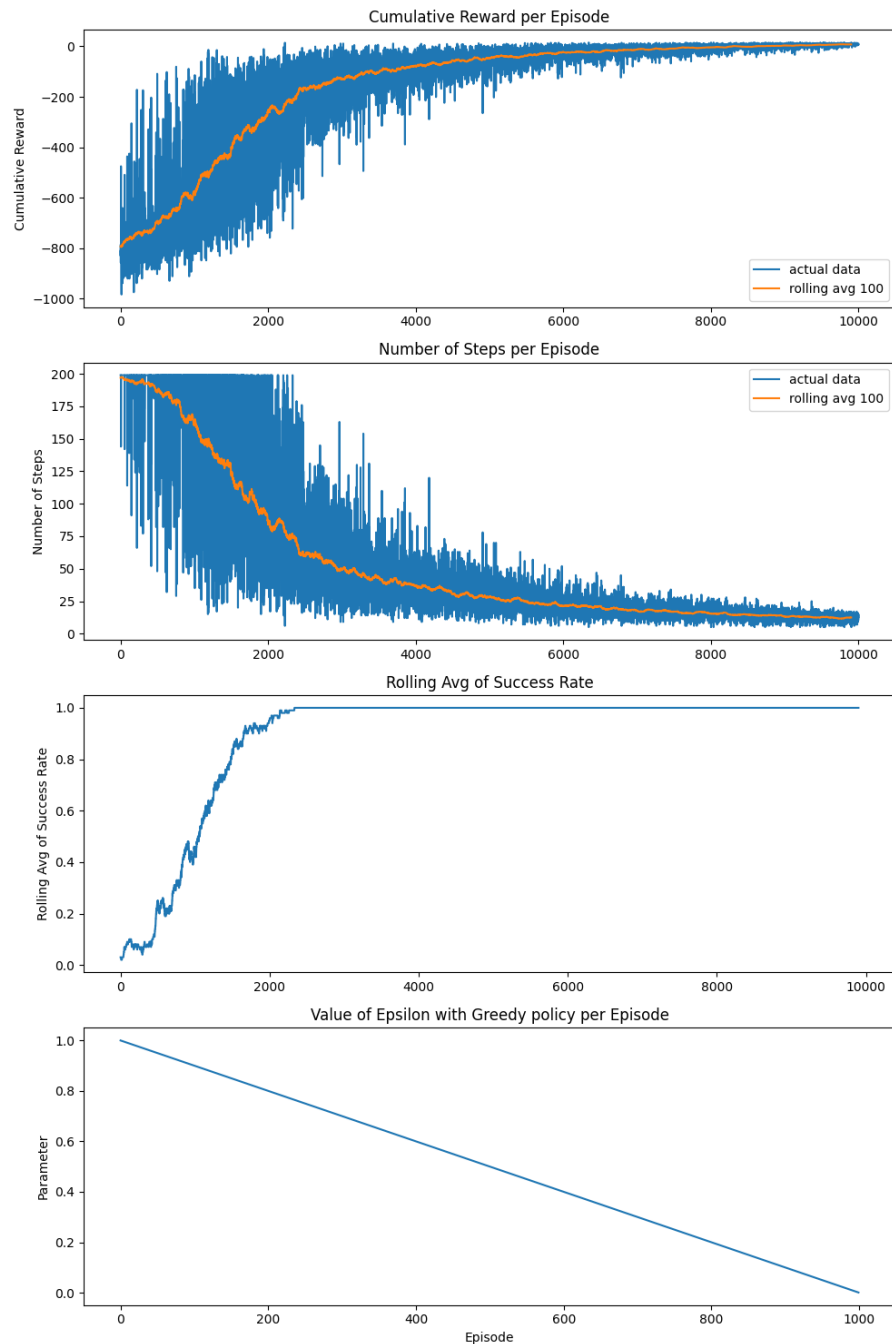 Cumulative Reward per Episode
Cumulative Reward
0
−200
−400
−600
−800
−1000
actual data
rolling avg 100
0 2000 4000 6000 8000 10000
Number of Steps per Episode
Number of Steps
200
175
150
125
100
75
50
25
0
actual data
rolling avg 100
0 2000 4000 6000 8000 10000
Rolling Avg of Success Rate
Rolling Avg of Success Rate
1.0
0.8
0.6
0.4
0.2
0.0
0 2000 4000 6000 8000 10000
Value of Epsilon with Greedy policy per Episode
Parameter
1.0
0.8
0.6
0.4
0.2
0.0
0 200 400 600 800 1000
Episode